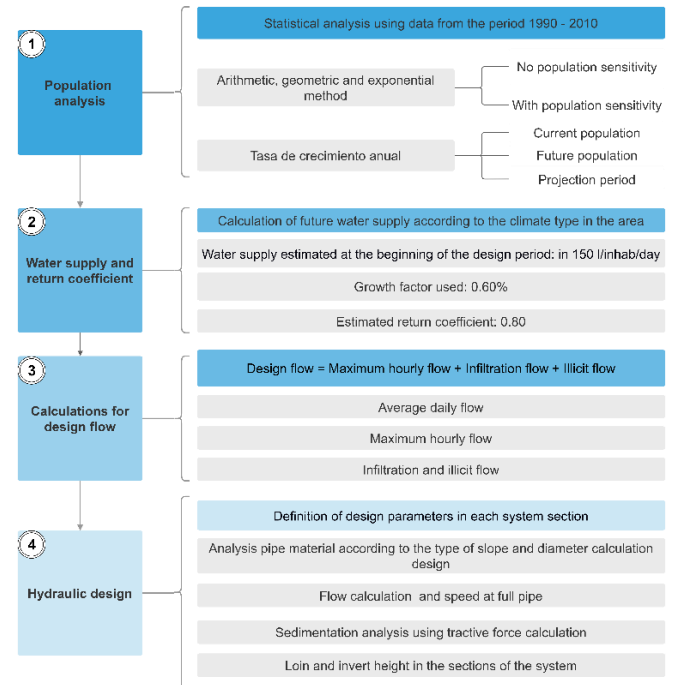 1
Population
analysis
Statistical analysis using data from the period 1990 - 2010
Arithmetic, geometric and exponential
method
No population sensitivity
With population sensitivity
Tasa de crecimiento anual
Current population
Future population
Projection period
2
Water supply and
return coefficient
Calculation of future water supply according to the climate type in the area
Water supply estimated at the beginning of the design period: in 150 l/inhab/day
Growth factor used: 0.60%
Estimated return coefficient: 0.80
3
Calculations for
design flow
Design flow = Maximum hourly flow + Infiltration flow + Illicit flow
Average daily flow
Maximum hourly flow
Infiltration and illicit flow
4
Hydraulic design
Definition of design parameters in each system section
Analysis pipe material according to the type of slope and diameter calculation
design
Flow calculation and speed at full pipe
Sedimentation analysis using tractive force calculation
Loin and invert height in the sections of the system